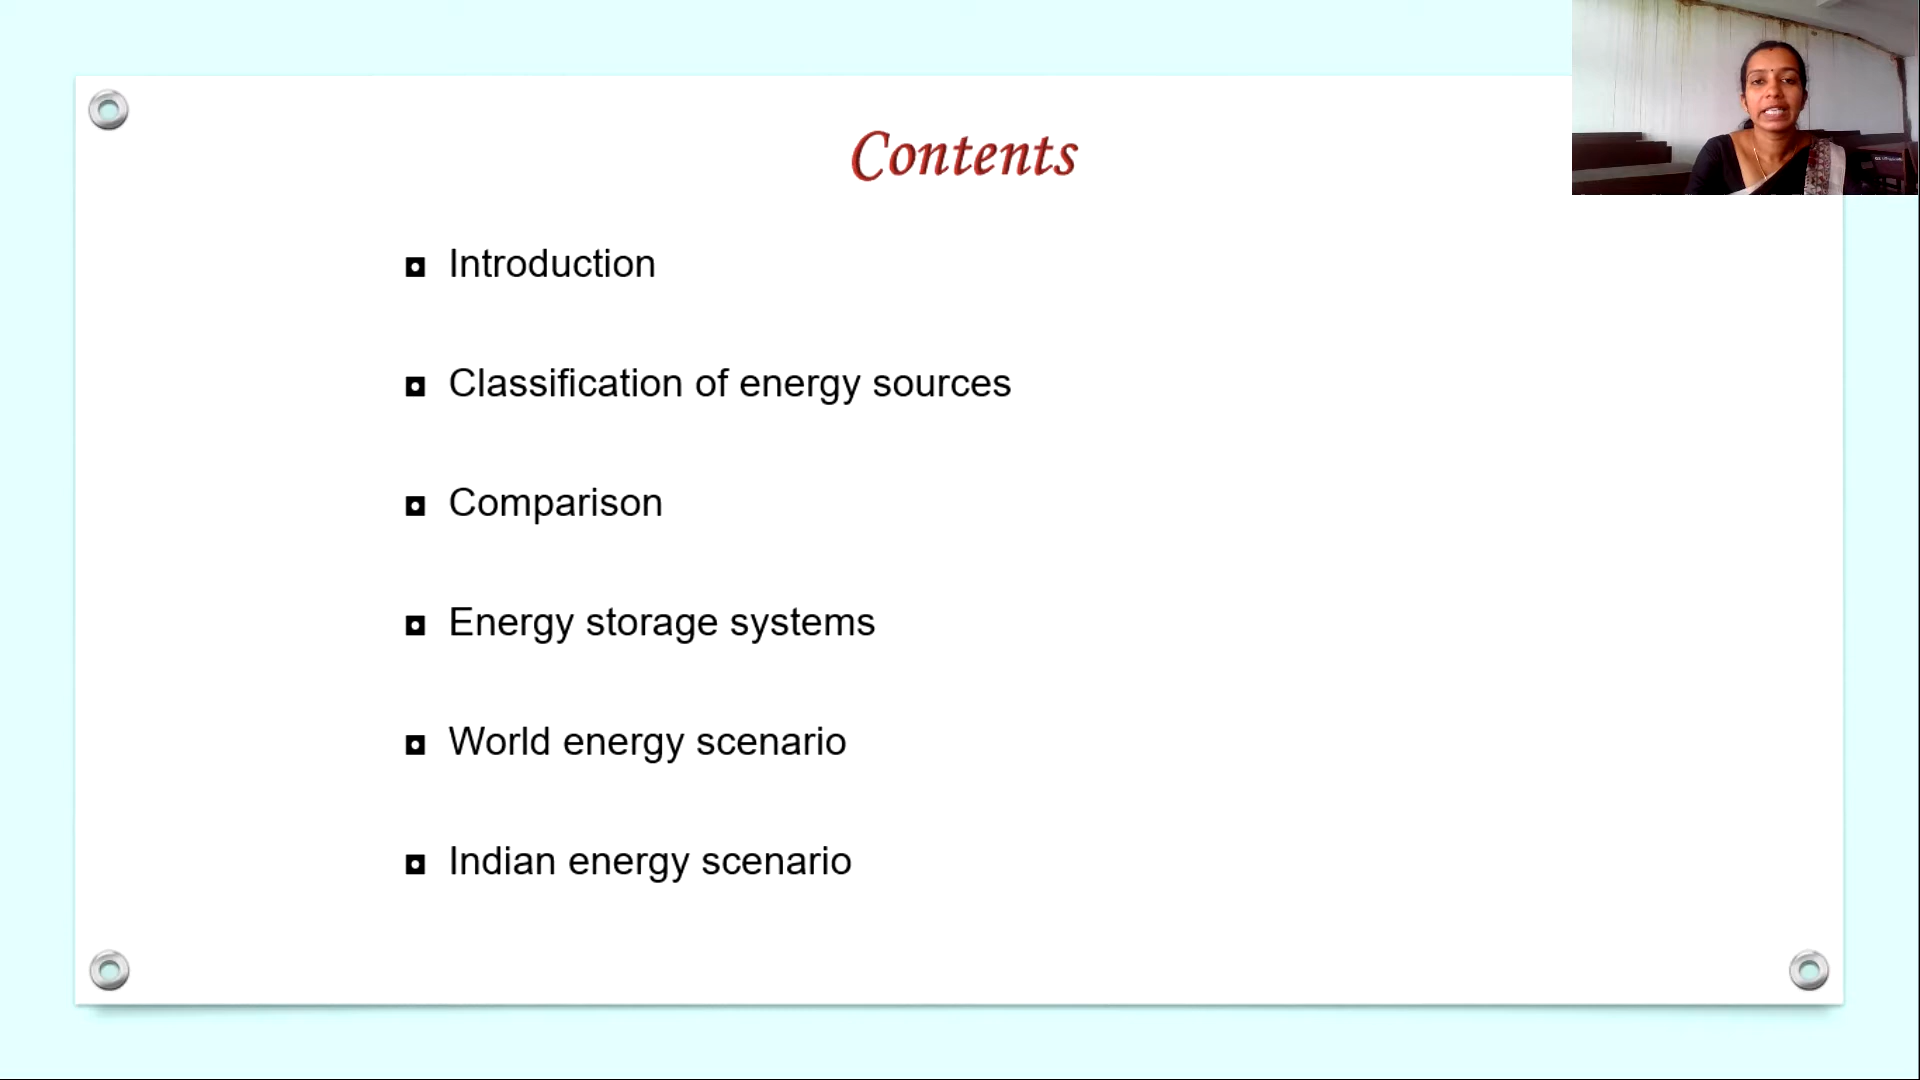 Contents
Introduction
Classification of energy sources
Comparison
Energy storage systems
World energy scenario
Indian energy scenario